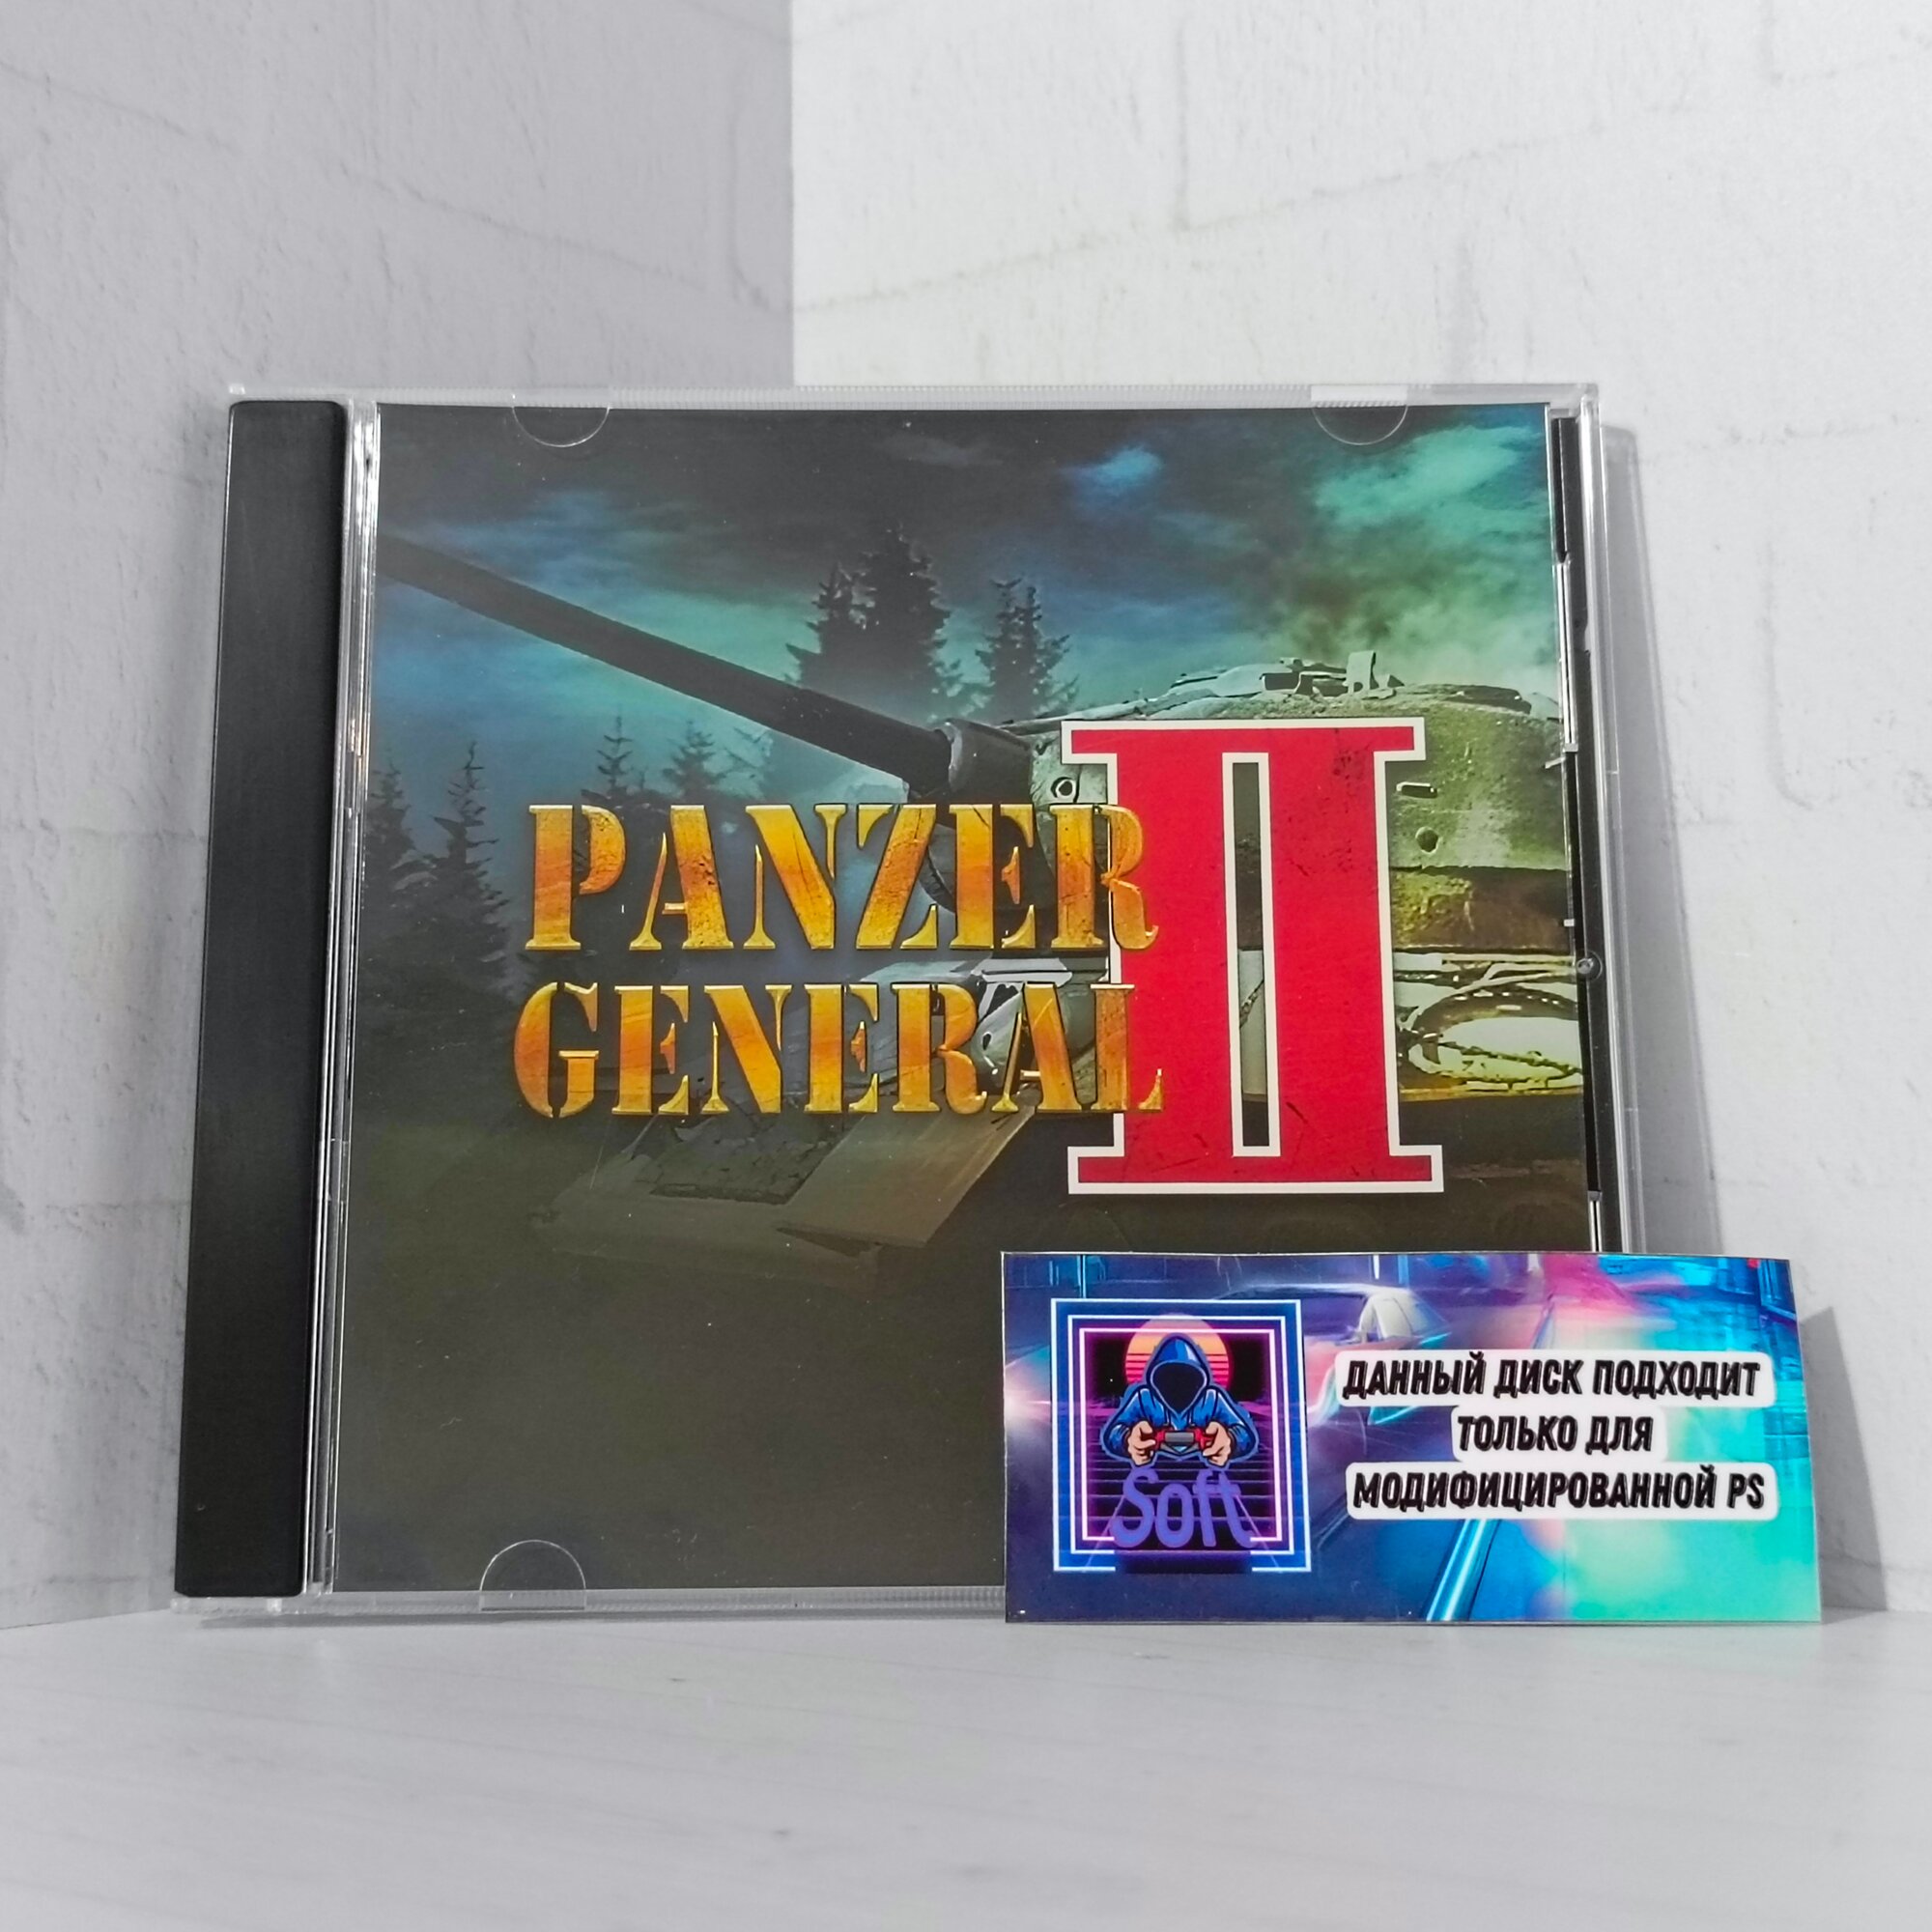 PANZER
GENERAL
II
Soft
ДАННЫЙ ДИСК ПОДХОДИТ
ТОЛЬКО ДЛЯ
МОДИФИЦИРОВАННОЙ PS